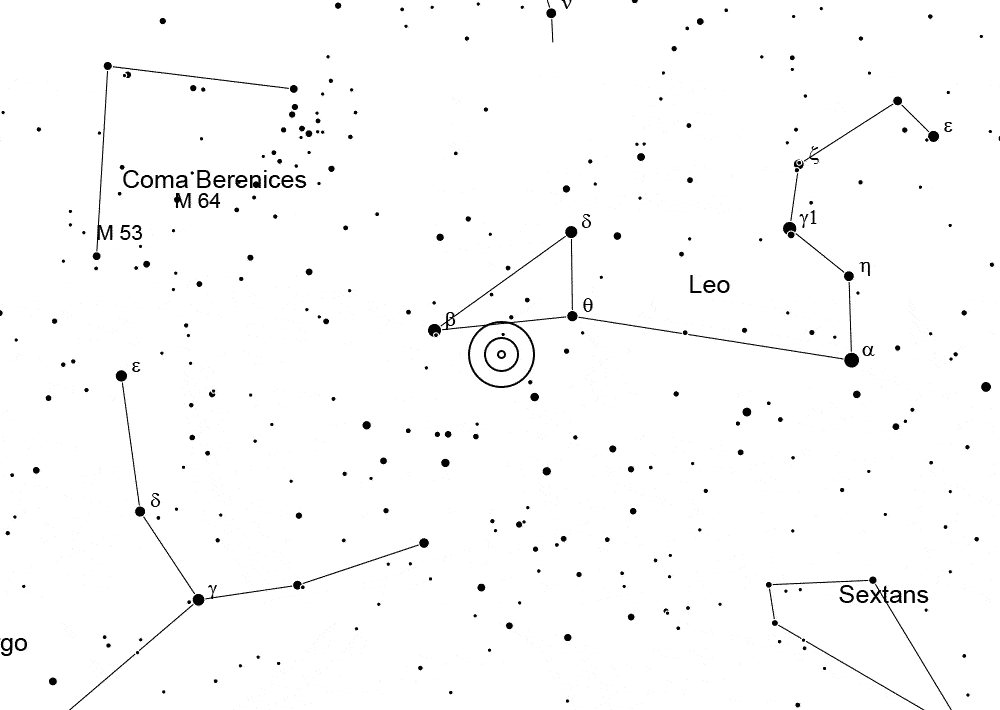 ν
ε
ζ
Coma Berenices
M 64
γ1
δ
M 53
η
Leo
θ
β
α
ε
δ
γ
Sextans
go